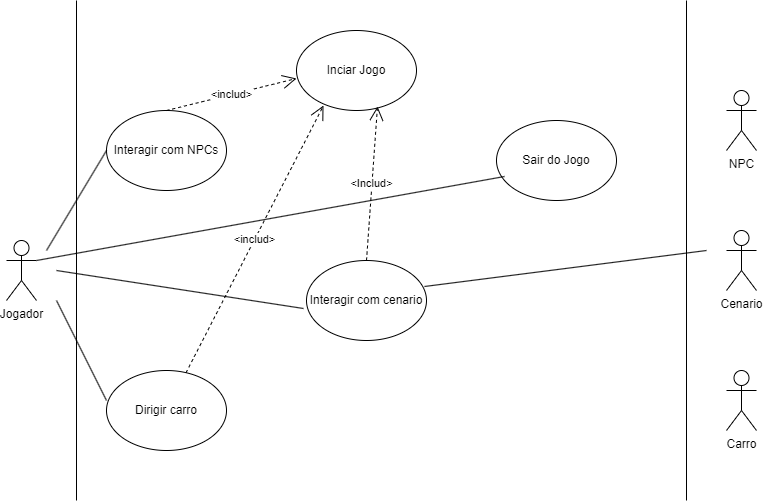 Inciar Jogo
<includ>
Interagir com NPCs
Sair do Jogo
NPC
<Includ>
<includ>
Jogador
Interagir com cenario
Cenario
Dirigir carro
Carro